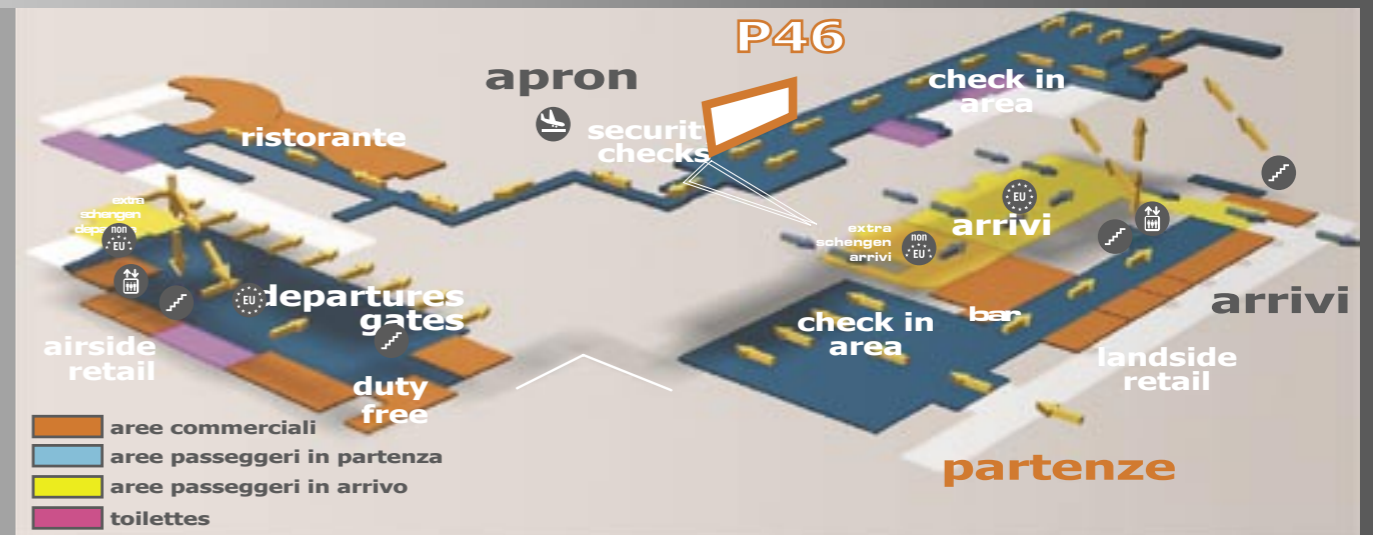 P46
apron
check in
area
ristorante
securit
checks
extra
schengen
non
EU
EU
arrivi
extra
schengen
arrivi
non
EU
departures
gates
EU
check in
area
bar
arrivi
airside
retail
landside
retail
duty
free
partenze
aree commerciali
aree passeggeri in partenza
aree passeggeri in arrivo
toilettes